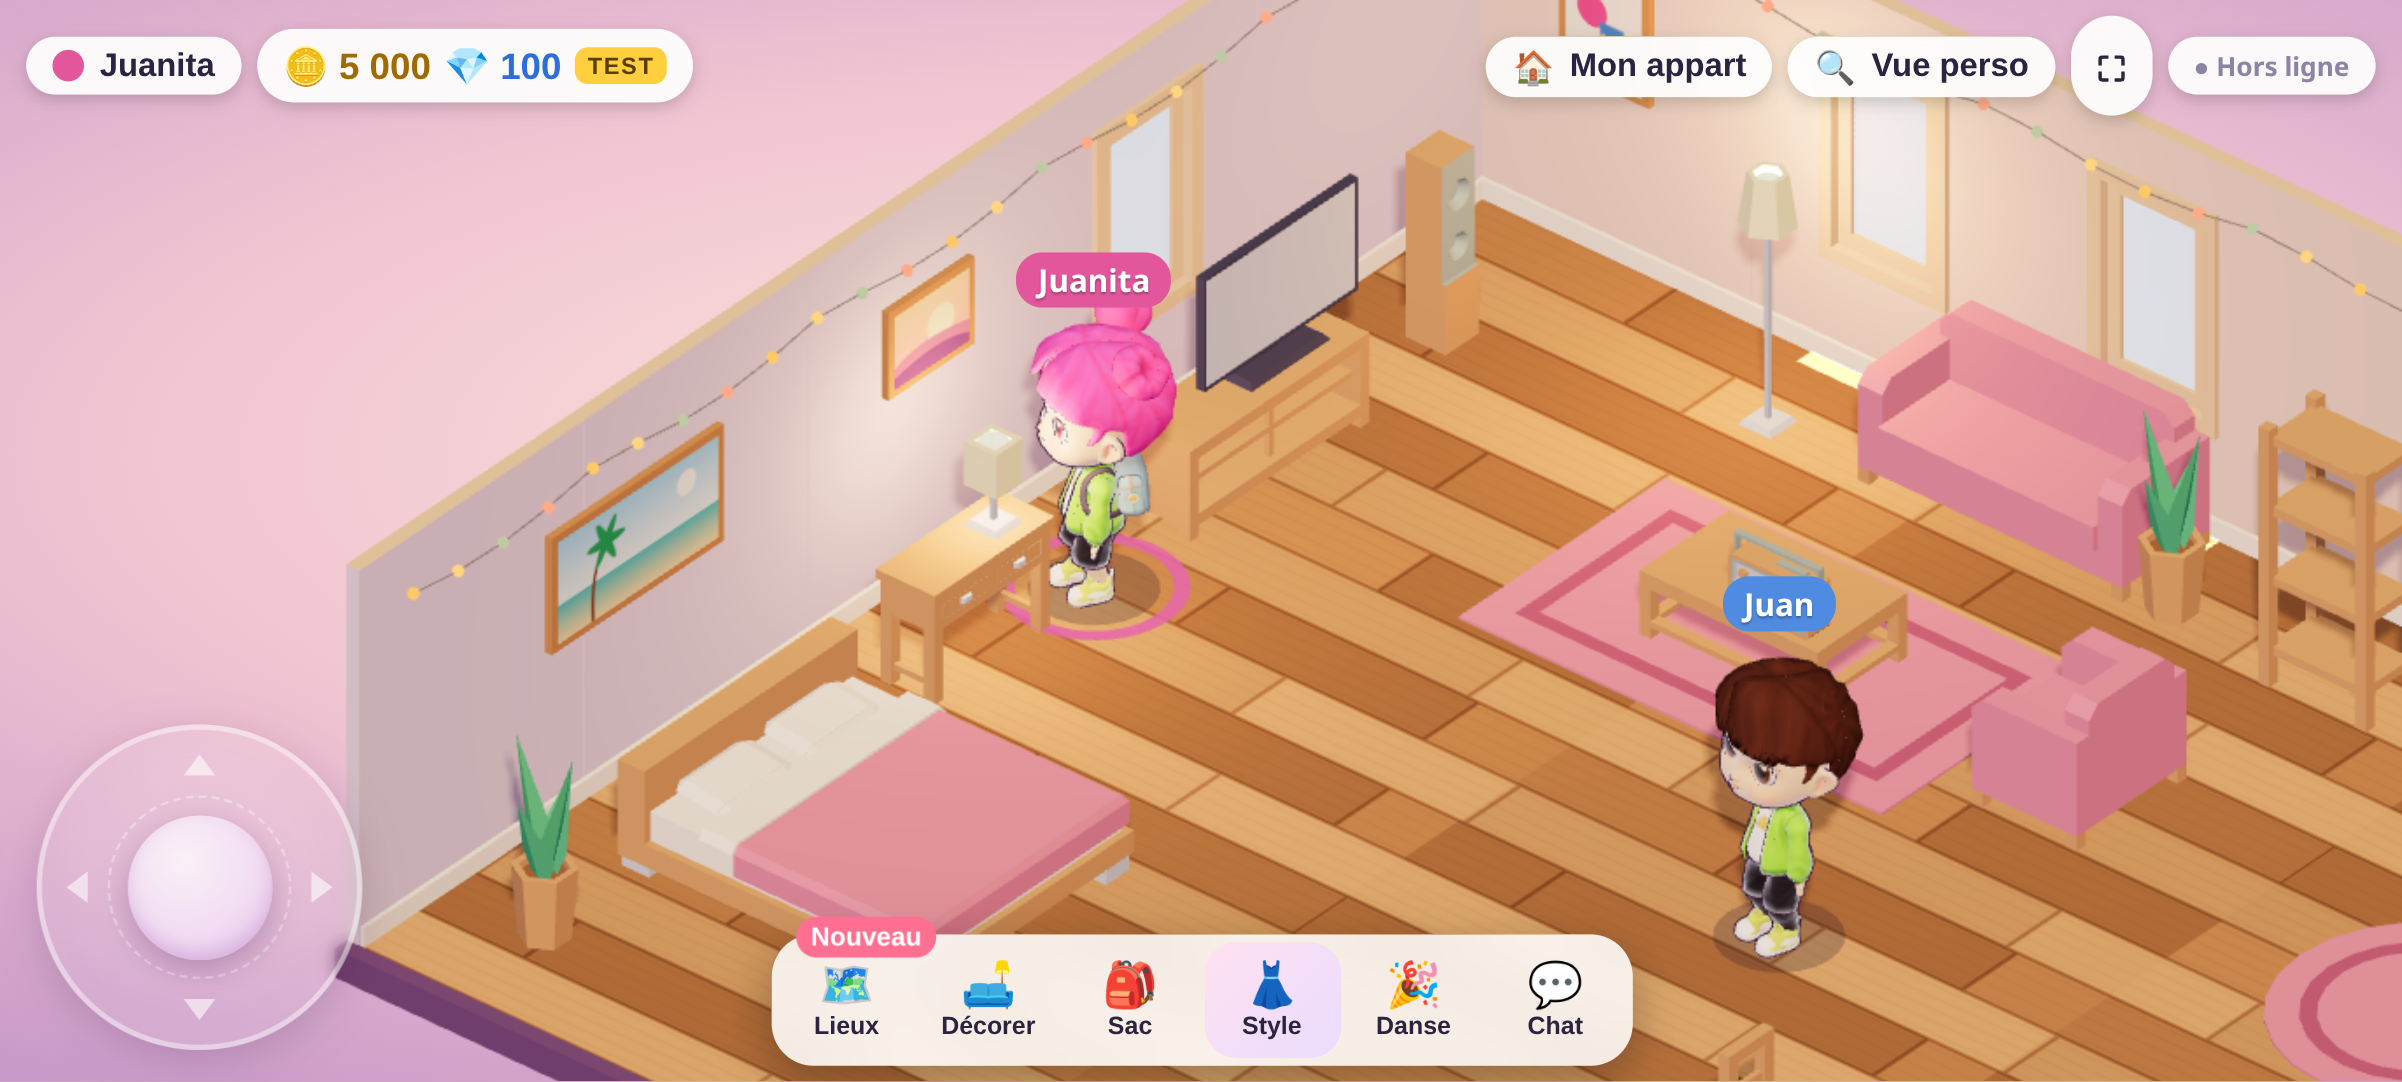 Juanita
5 000 100 TEST
Mon appart
Vue perso
Hors ligne
Juanita
Juan
Nouveau
Lieux
Décorer
Sac
Style
Danse
Chat